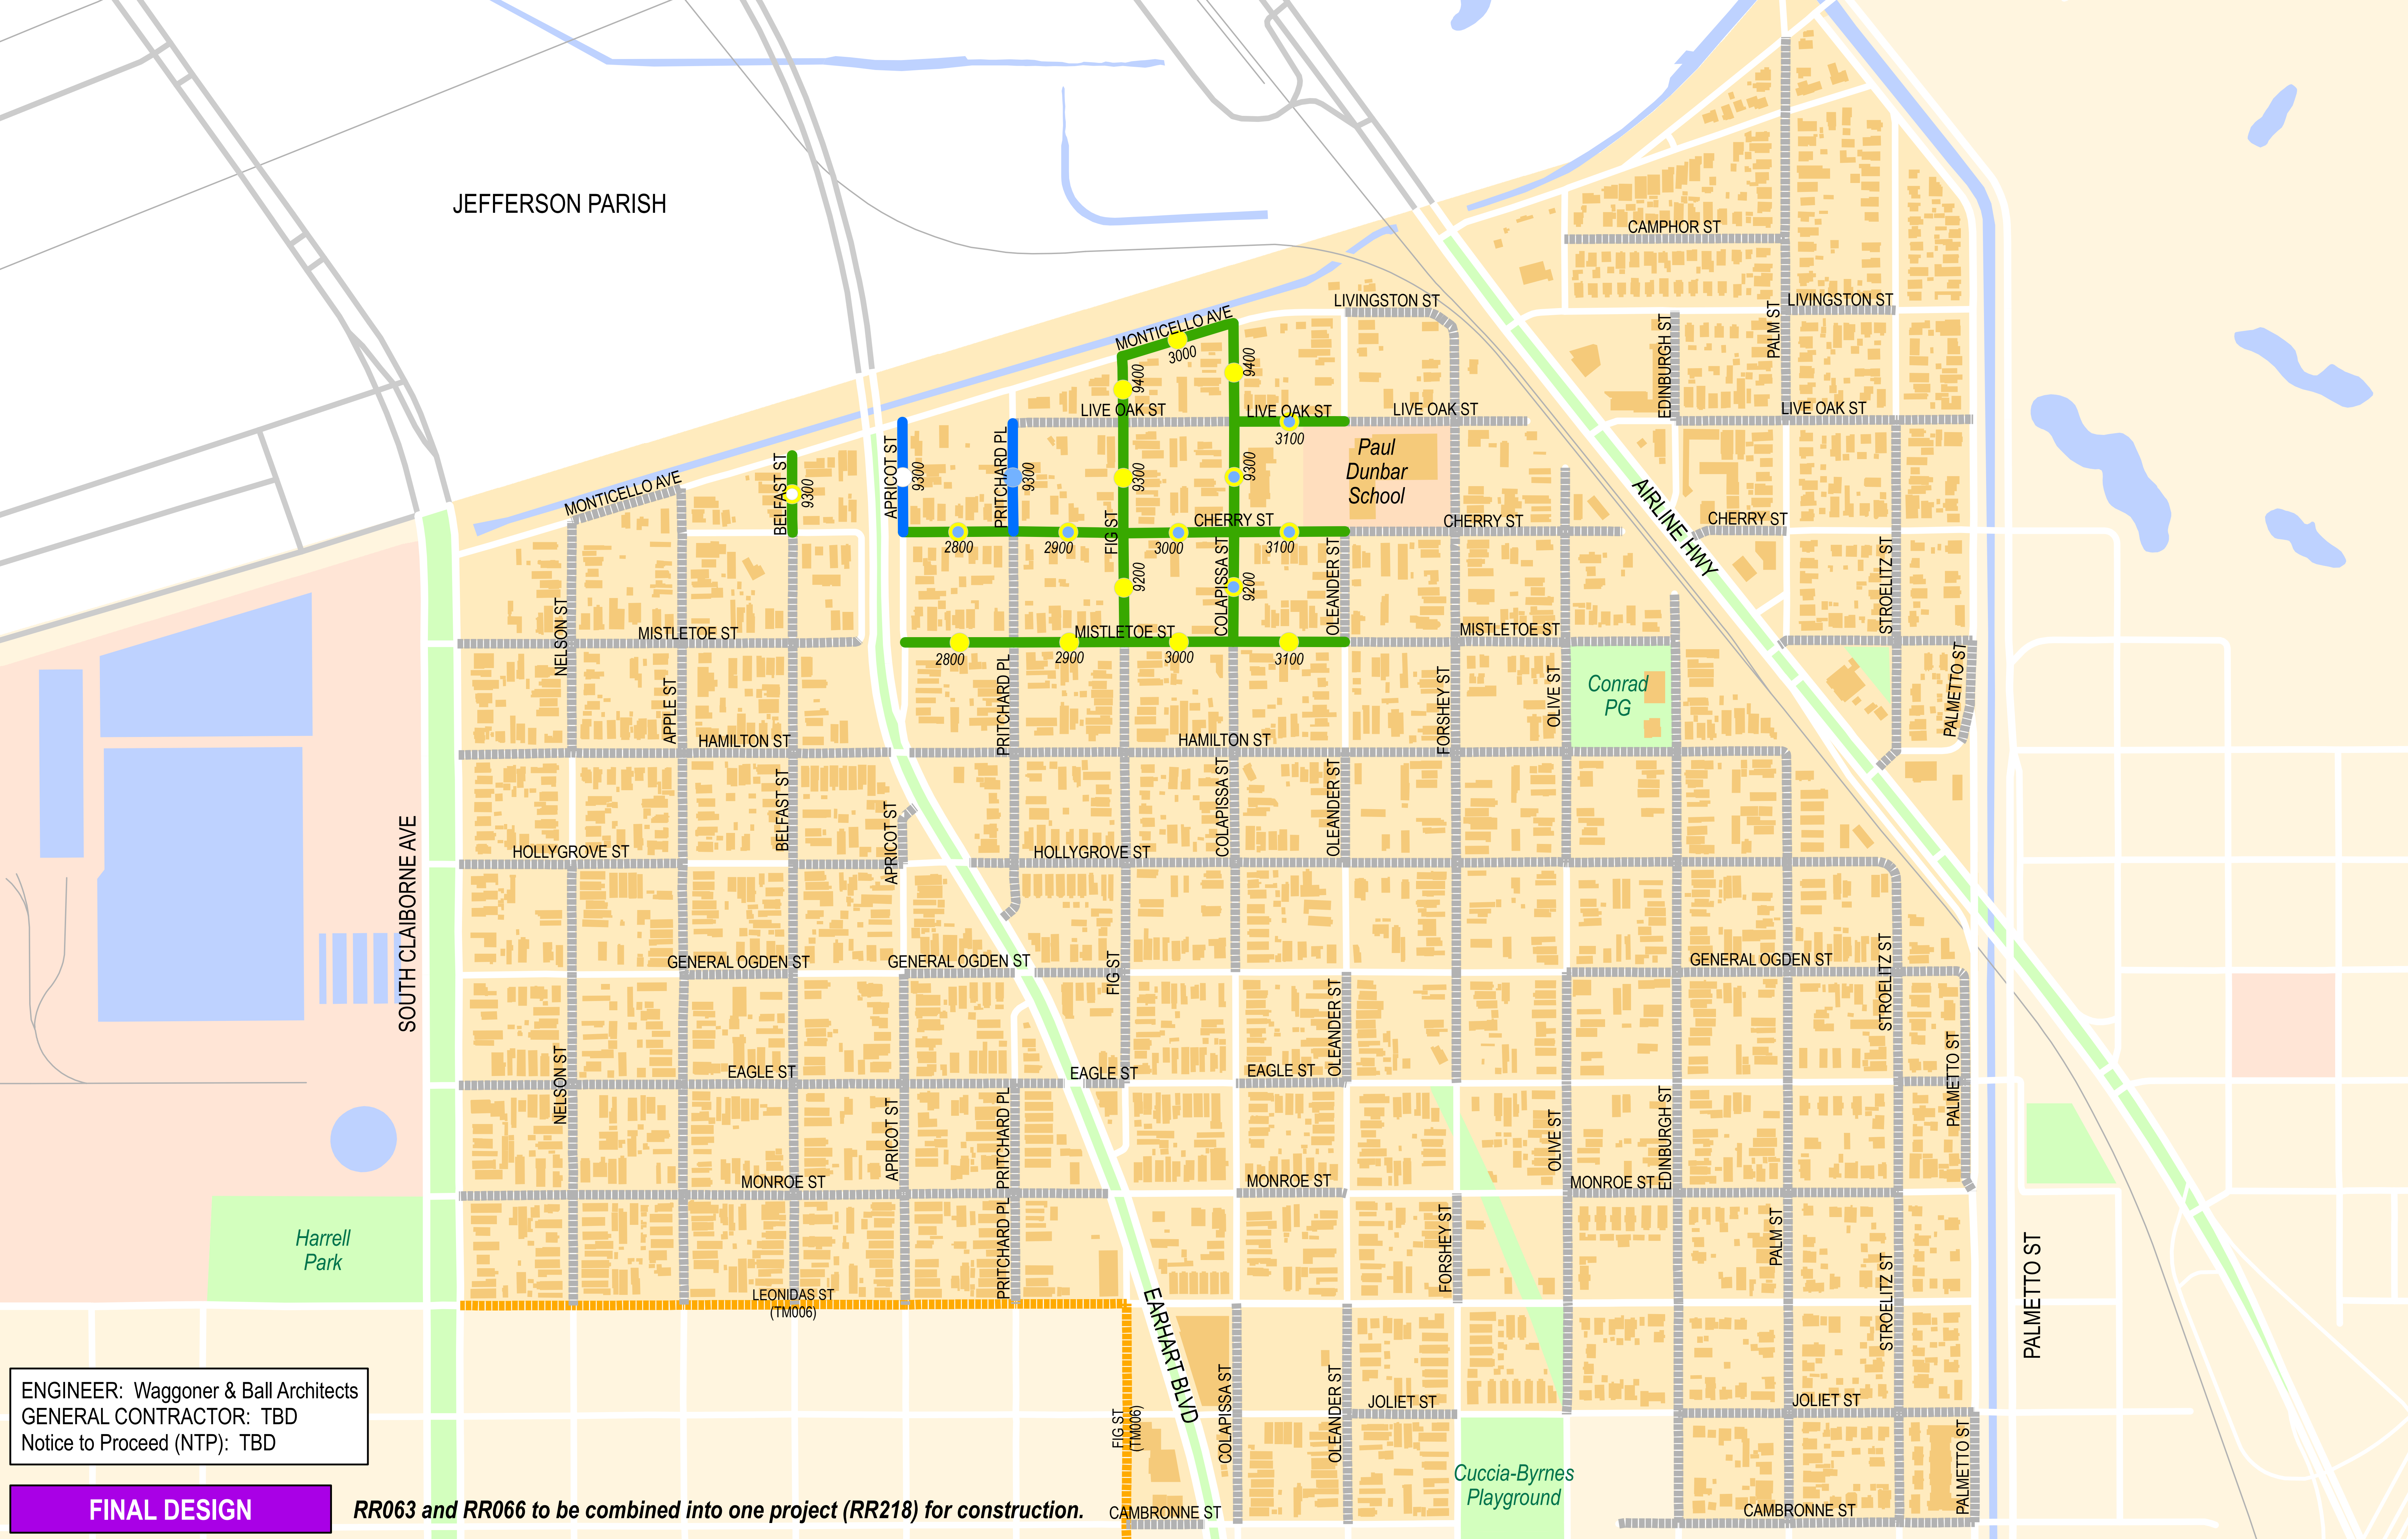 JEFFERSON PARISH
CAMPHOR ST
LIVINGSTON ST
LIVINGSTON ST
MONTICELLO AVE
3000
PALM ST
EDINBURGH ST
9400
9400
LIVE OAK ST
LIVE OAK ST
LIVE OAK ST
LIVE OAK ST
3100
Paul
Dunbar
School
APRICOT ST
9300
PRITCHARD PL
9300
9300
9300
BELFAST ST
9300
MONTICELLO AVE
AIRLINE HWY
FIG ST
CHERRY ST
CHERRY ST
CHERRY ST
2800
2900
3000
3100
9200
COLAPISSA ST
9200
OLEANDER ST
STROELITZ ST
NELSON ST
MISTLETOE ST
MISTLETOE ST
MISTLETOE ST
2800
2900
3000
3100
APPLE ST
PRITCHARD PL
FORSHEY ST
OLIVE ST
Conrad
PG
PALMETTO ST
HAMILTON ST
HAMILTON ST
BELFAST ST
APRICOT ST
COLAPISSA ST
OLEANDER ST
SOUTH CLAIBORNE AVE
HOLLYGROVE ST
HOLLYGROVE ST
GENERAL OGDEN ST
GENERAL OGDEN ST
FIG ST
GENERAL OGDEN ST
STROELITZ ST
OLEANDER ST
NELSON ST
EAGLE ST
EAGLE ST
EAGLE ST
PALMETTO ST
APRICOT ST
PRITCHARD PL
OLIVE ST
EDINBURGH ST
MONROE ST
MONROE ST
MONROE ST
Harrell
Park
PRITCHARD PL
FORSHEY ST
PALM ST
STROELITZ ST
PALMETTO ST
LEONIDAS ST
(TM006)
EARHART BLVD
FIG ST
(TM006)
COLAPISSA ST
OLEANDER ST
JOLIET ST
JOLIET ST
PALMETTO ST
Cuccia-Byrnes
Playground
CAMBRONNE ST
CAMBRONNE ST
ENGINEER: Waggoner & Ball Architects
GENERAL CONTRACTOR: TBD
Notice to Proceed (NTP): TBD
FINAL DESIGN
RR063 and RR066 to be combined into one project (RR218) for construction.